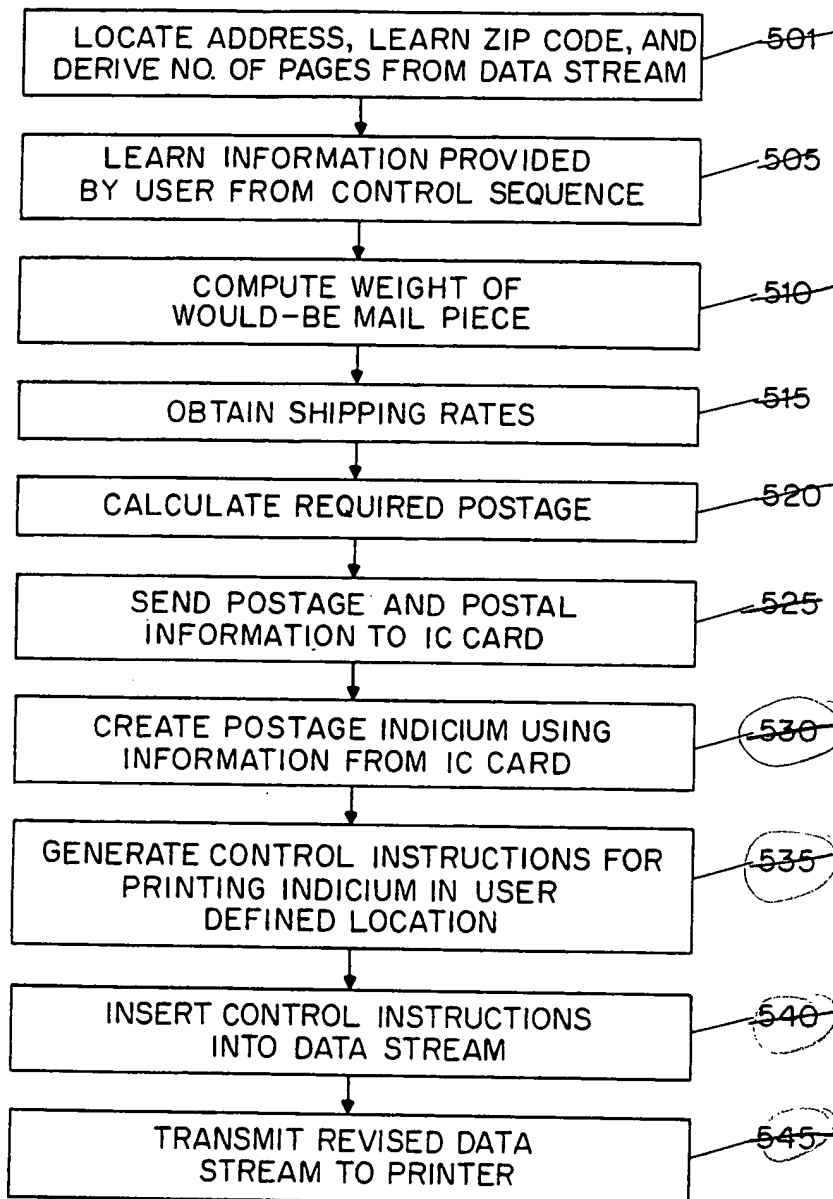 LOCATE ADDRESS, LEARN ZIP CODE, AND
DERIVE NO. OF PAGES FROM DATA STREAM
501
LEARN INFORMATION PROVIDED
BY USER FROM CONTROL SEQUENCE
505
COMPUTE WEIGHT OF
WOULD-BE MAIL PIECE
510
OBTAIN SHIPPING RATES
515
CALCULATE REQUIRED POSTAGE
520
SEND POSTAGE AND POSTAL
INFORMATION TO IC CARD
525
CREATE POSTAGE INDICIUM USING
INFORMATION FROM IC CARD
530
GENERATE CONTROL INSTRUCTIONS FOR
PRINTING INDICIUM IN USER
DEFINED LOCATION
535
INSERT CONTROL INSTRUCTIONS
INTO DATA STREAM
540
TRANSMIT REVISED DATA
STREAM TO PRINTER
545